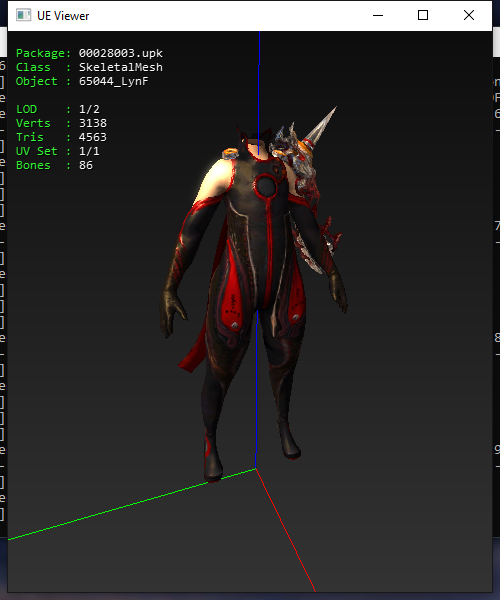 UE Viewer
Package: 00028003.upk
Class : SkeletalMesh
Object : 65044_LynF
LOD : 1/2
Verts : 3138
Tris : 4563
UV Set : 1/1
Bones : 86